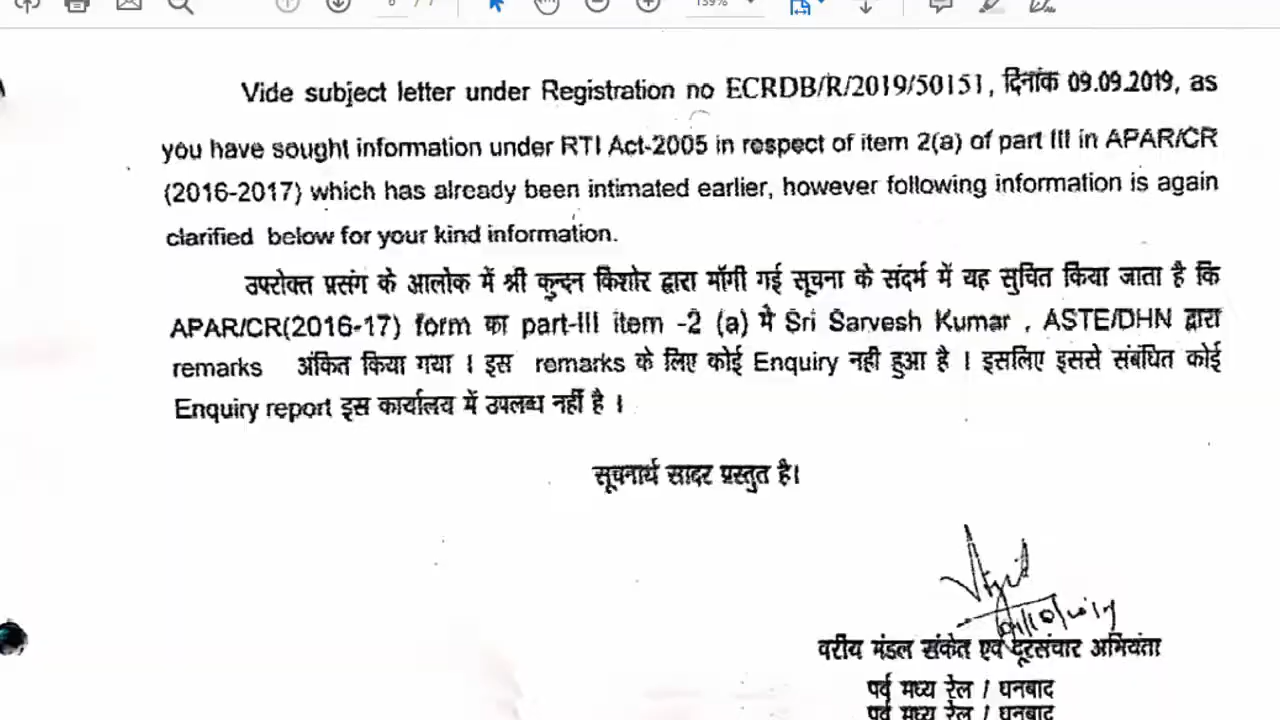 139%
Vide subject letter under Registration no ECRDB/R/2019/50151, दिनांक 09.09.2019, as
you have sought information under RTI Act-2005 in respect of item 2(a) of part III in APAR/CR
(2016-2017) which has already been intimated earlier, however following information is again
clarified below for your kind information.
उपरोक्त प्रसंग के आलोक में श्री कुन्दन किशोर द्वारा मॉगी गई सूचना के संदर्भ में यह सुचित किया जाता है कि
APAR/CR(2016-17) form का part-III item -2 (a) मे Sri Sarvesh Kumar , ASTE/DHN द्वारा
remarks अंकित किया गया । इस remarks के लिए कोई Enquiry नही हुआ है । इसलिए इससे संबंधित कोई
Enquiry report इस कार्यालय में उपलब्ध नहीं है ।
सूचनार्थ सादर प्रस्तुत है।
वरीय मंडल संकेत एवं दूरसंचार अभियंता
पूर्व मध्य रेल / धनबाद
पूर्व मध्य रेल / धनबाद